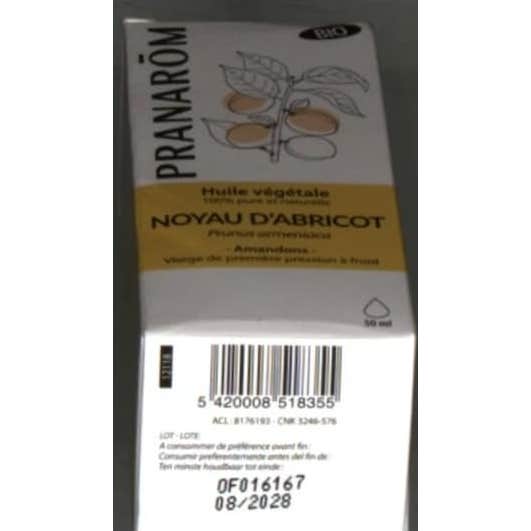 PRANARŌM
BIO
Huile végétale
100% pure et naturelle
NOYAU D'ABRICOT
Prunus armeniaca
- Amandons -
Vierge de première pression à froid
50 ml
12118
5 420008 518355
ACL : 8176193 - CNK 3246-576
LOT - LOTE:
A consommer de préférence avant fin :
Consumir preferentemente antes del fin de:
Ten minste houdbaar tot einde:
OF016167
08/2028